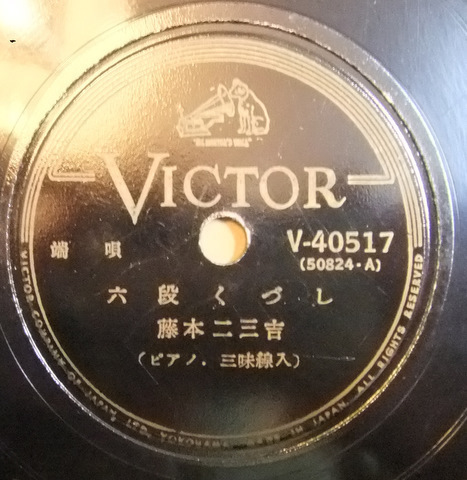 "HIS MASTER'S VOICE"
VICTOR
端唄
V-40517
(50824-A)
六段くづし
藤本二三吉
(ピアノ、三味線入)
VICTOR COMPANY OF JAPAN, LTD. YOKOHAMA. MADE IN JAPAN. ALL RIGHTS RESERVED